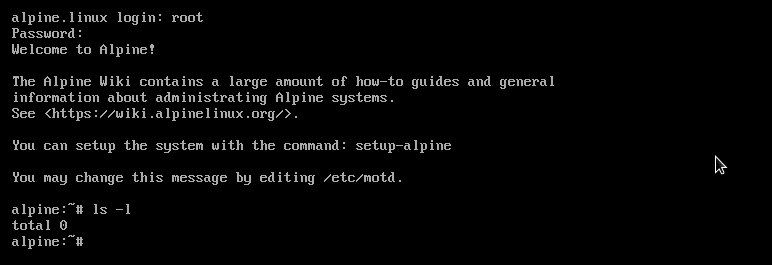 alpine.linux login: root
Password:
Welcome to Alpine!
The Alpine Wiki contains a large amount of how-to guides and general
information about administrating Alpine systems.
See <https://wiki.alpinelinux.org/>.
You can setup the system with the command: setup-alpine
You may change this message by editing /etc/motd.
alpine:~# ls -l
total 0
alpine:~#